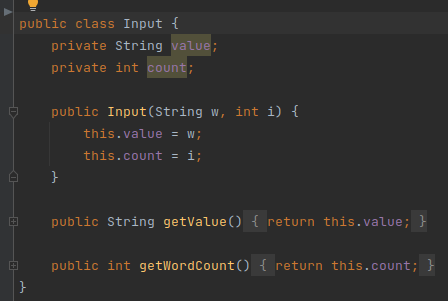 public class Input {
private String value;
private int count;
public Input(String w, int i) {
this.value = w;
this.count = i;
}
public String getValue() { return this.value; }
public int getWordCount() { return this.count; }
}